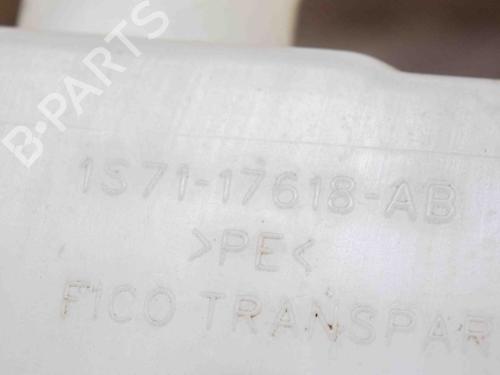 B-PARTS
1S71-17618-AB
>PE<
FICO TRANSPAR